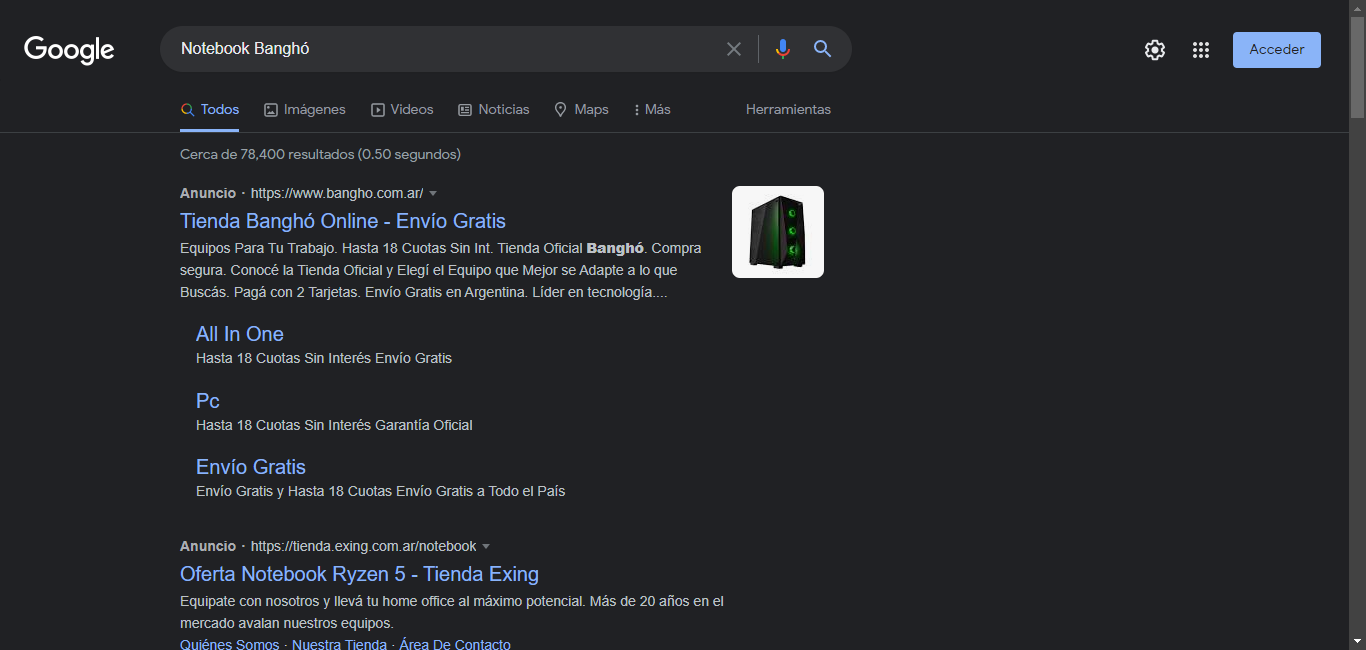 Google
Notebook Banghó
Acceder
Todos
Imágenes
Videos
Noticias
Maps
Más
Herramientas
Cerca de 78,400 resultados (0.50 segundos)
Anuncio · https://www.bangho.com.ar/
Tienda Banghó Online - Envío Gratis
Equipos Para Tu Trabajo. Hasta 18 Cuotas Sin Int. Tienda Oficial Banghó. Compra
segura. Conocé la Tienda Oficial y Elegí el Equipo que Mejor se Adapte a lo que
Buscás. Pagá con 2 Tarjetas. Envío Gratis en Argentina. Líder en tecnología....
All In One
Hasta 18 Cuotas Sin Interés Envío Gratis
Pc
Hasta 18 Cuotas Sin Interés Garantía Oficial
Envío Gratis
Envío Gratis y Hasta 18 Cuotas Envío Gratis a Todo el País
Anuncio · https://tienda.exing.com.ar/notebook
Oferta Notebook Ryzen 5 - Tienda Exing
Equipate con nosotros y llevá tu home office al máximo potencial. Más de 20 años en el
mercado avalan nuestros equipos.
Quiénes Somos · Nuestra Tienda · Área De Contacto